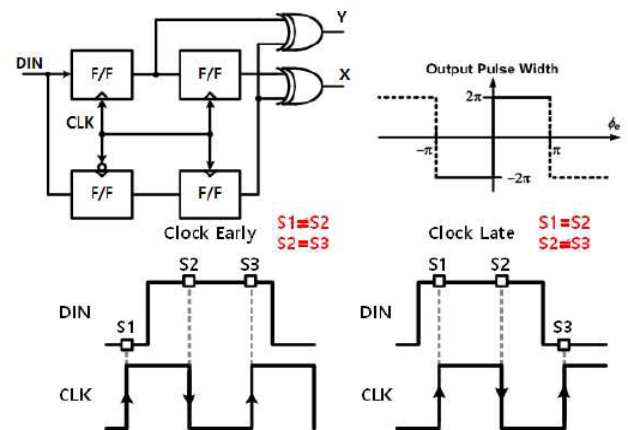 Y
DIN
F/F
F/F
X
CLK
F/F
F/F
Output Pulse Width
2π
ϕe
−π
π
−2π
Clock Early
S1≠S2
S2=S3
Clock Late
S1=S2
S2≠S3
S2
S3
S1
S2
DIN
S1
DIN
S3
CLK
CLK